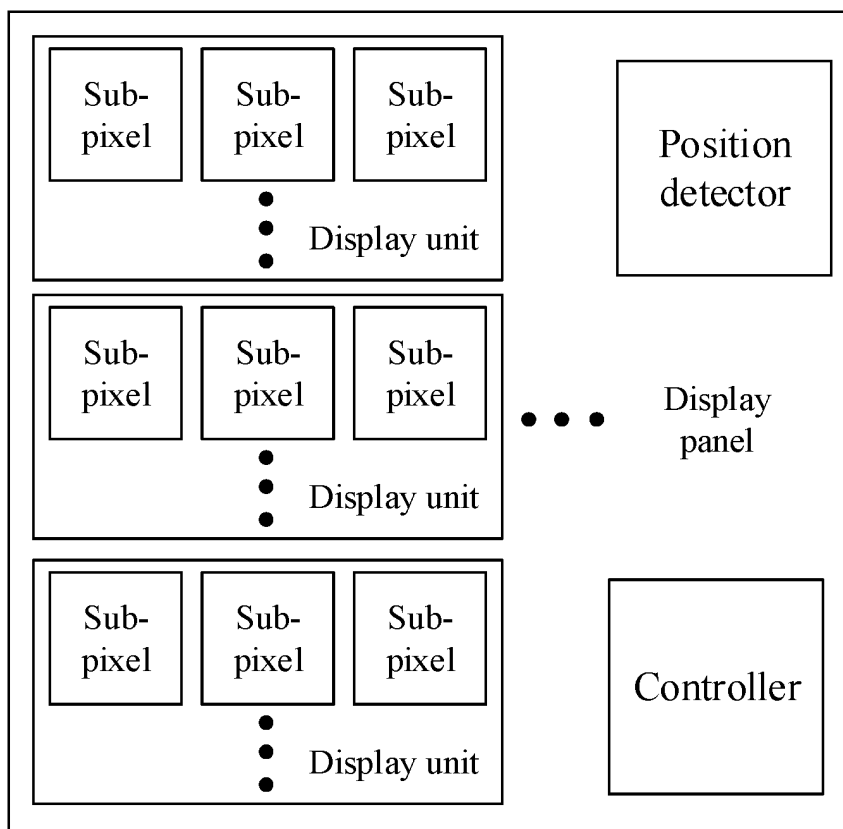 Sub-
pixel
Sub-
pixel
Sub-
pixel
Display unit
Position
detector
Sub-
pixel
Sub-
pixel
Sub-
pixel
Display unit
Display
panel
Sub-
pixel
Sub-
pixel
Sub-
pixel
Display unit
Controller